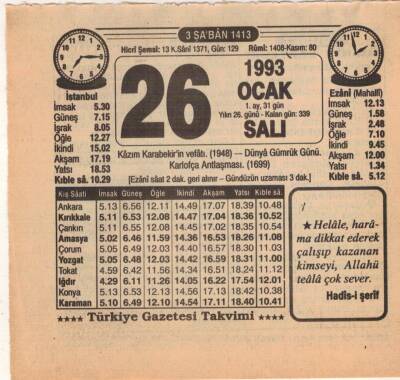 3 ŞA'BÂN 1413
Hicrî Şemsî: 13 K.Sânî 1371, Gün: 129 Rûmî: 1408-Kasım: 80
26
1993
OCAK
1. ay, 31 gün
Yılın 26. günü - Kalan gün: 339
SALI
İstanbul
İmsak 5.30
Güneş 7.15
İşrak 8.05
Öğle 12.27
İkindi 15.02
Akşam 17.19
Yatsı 18.53
Kıble sâ. 10.29
Ezânî (Mahallî)
İmsak 12.13
Güneş 1.58
İşrak 2.48
Öğle 7.10
İkindi 9.45
Akşam 12.00
Yatsı 1.34
Kıble sâ. 5.12
Kâzım Karabekir'in vefâtı. (1948) — Dünyâ Gümrük Günü.
Karlofça Antlaşması. (1699)
[Ezânî sâat 2 dak. geri alınır – Gündüzün uzaması 3 dak.]
Kış Sâati İmsak Güneş Öğle İkindi Akşam Yatsı Kıble sâ.
Ankara 5.13 6.56 12.11 14.49 17.07 18.39 10.48
Kırıkkale 5.11 6.53 12.08 14.47 17.04 18.36 10.52
Çankırı 5.11 6.55 12.08 14.45 17.02 18.35 10.54
Amasya 5.02 6.46 11.59 14.36 16.53 18.26 11.08
Çorum 5.05 6.49 12.03 14.40 16.57 18.30 11.03
Yozgat 5.05 6.48 12.03 14.42 16.59 18.31 11.00
Tokat 4.59 6.42 11.56 14.34 16.51 18.24 11.12
Iğdır 4.29 6.11 11.26 14.05 16.22 17.54 12.01
Konya 5.13 6.53 12.13 14.56 17.13 18.42 10.38
Karaman 5.10 6.49 12.10 14.54 17.11 18.40 10.41
★ Helâle, harâ-
ma dikkat ederek
çalışıp kazanan
kimseyi, Allahü
teâlâ çok sever.
Hadîs-i şerîf
★★★★ Türkiye Gazetesi Takvimi ★★★★